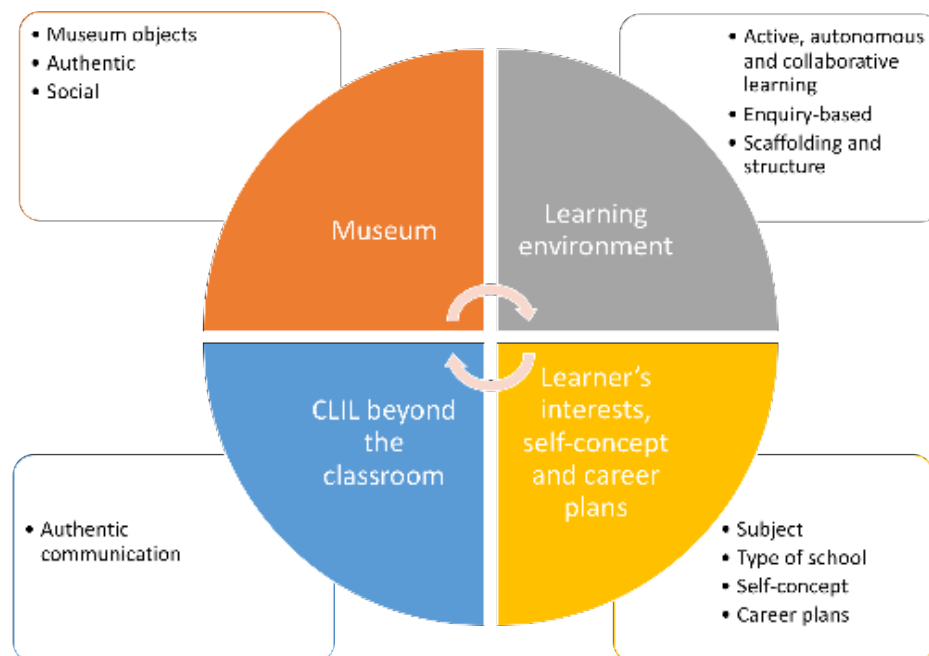 • Museum objects
• Authentic
• Social
• Active, autonomous
and collaborative
learning
• Enquiry-based
• Scaffolding and
structure
Museum
Learning
environment
CLIL beyond
the
classroom
Learner's
interests,
self-concept
and career
plans
• Authentic
communication
• Subject
• Type of school
• Self-concept
• Career plans